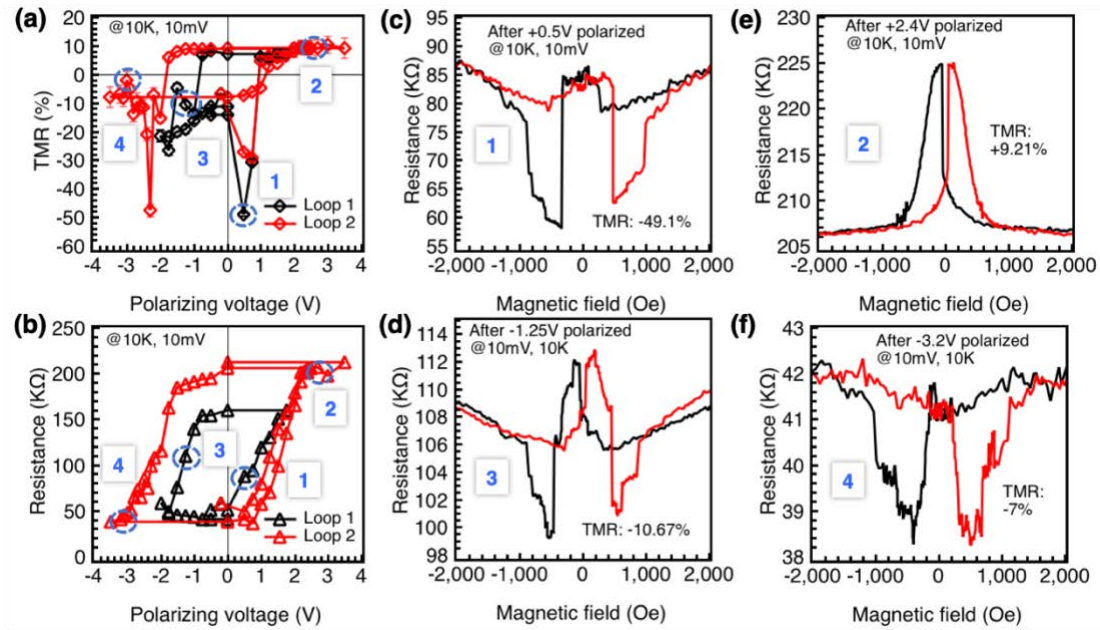 (a)
@10K, 10mV
20
10
0
-10
-20
-30
-40
-50
-60
TMR (%)
2
4
3
1
Loop 1
Loop 2
-4 -3 -2 -1 0 1 2 3 4
Polarizing voltage (V)
(c)
After +0.5V polarized
@10K, 10mV
95
90
85
80
75
70
65
60
55
Resistance (KΩ)
1
TMR: -49.1%
-2,000 -1,000 0 1,000 2,000
Magnetic field (Oe)
(e)
After +2.4V polarized
@10K, 10mV
230
225
220
215
210
205
Resistance (KΩ)
2
TMR:
+9.21%
-2,000 -1,000 0 1,000 2,000
Magnetic field (Oe)
(b)
@10K, 10mV
250
200
150
100
50
0
Resistance (KΩ)
2
3
4
1
Loop 1
Loop 2
-4 -3 -2 -1 0 1 2 3 4
Polarizing voltage (V)
(d)
After -1.25V polarized
@10mV, 10K
114
112
110
108
106
104
102
100
98
Resistance (KΩ)
3
TMR: -10.67%
-2,000 -1,000 0 1,000 2,000
Magnetic field (Oe)
(f)
After -3.2V polarized
@10mV, 10K
43
42
41
40
39
38
Resistance (KΩ)
4
TMR:
-7%
-2,000 -1,000 0 1,000 2,000
Magnetic field (Oe)